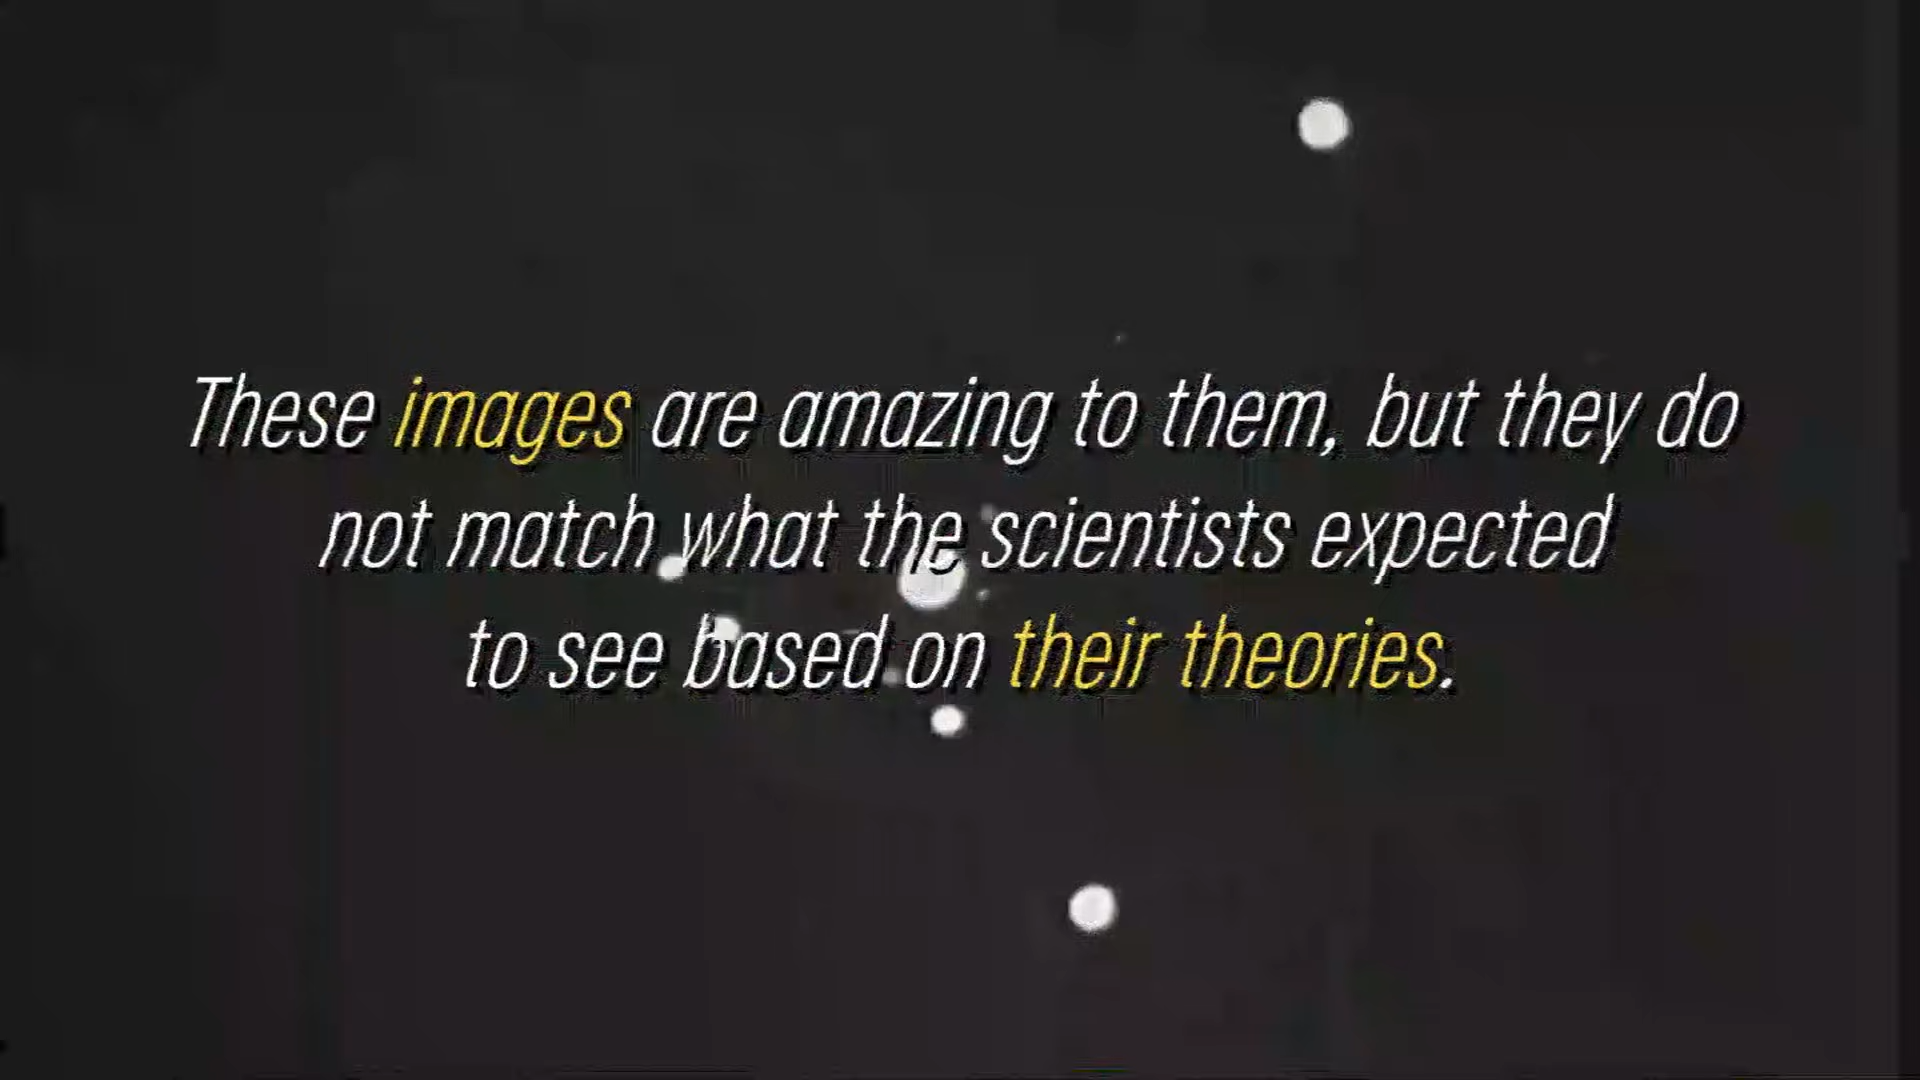 These images are amazing to them, but they do
not match what the scientists expected
to see based on their theories.